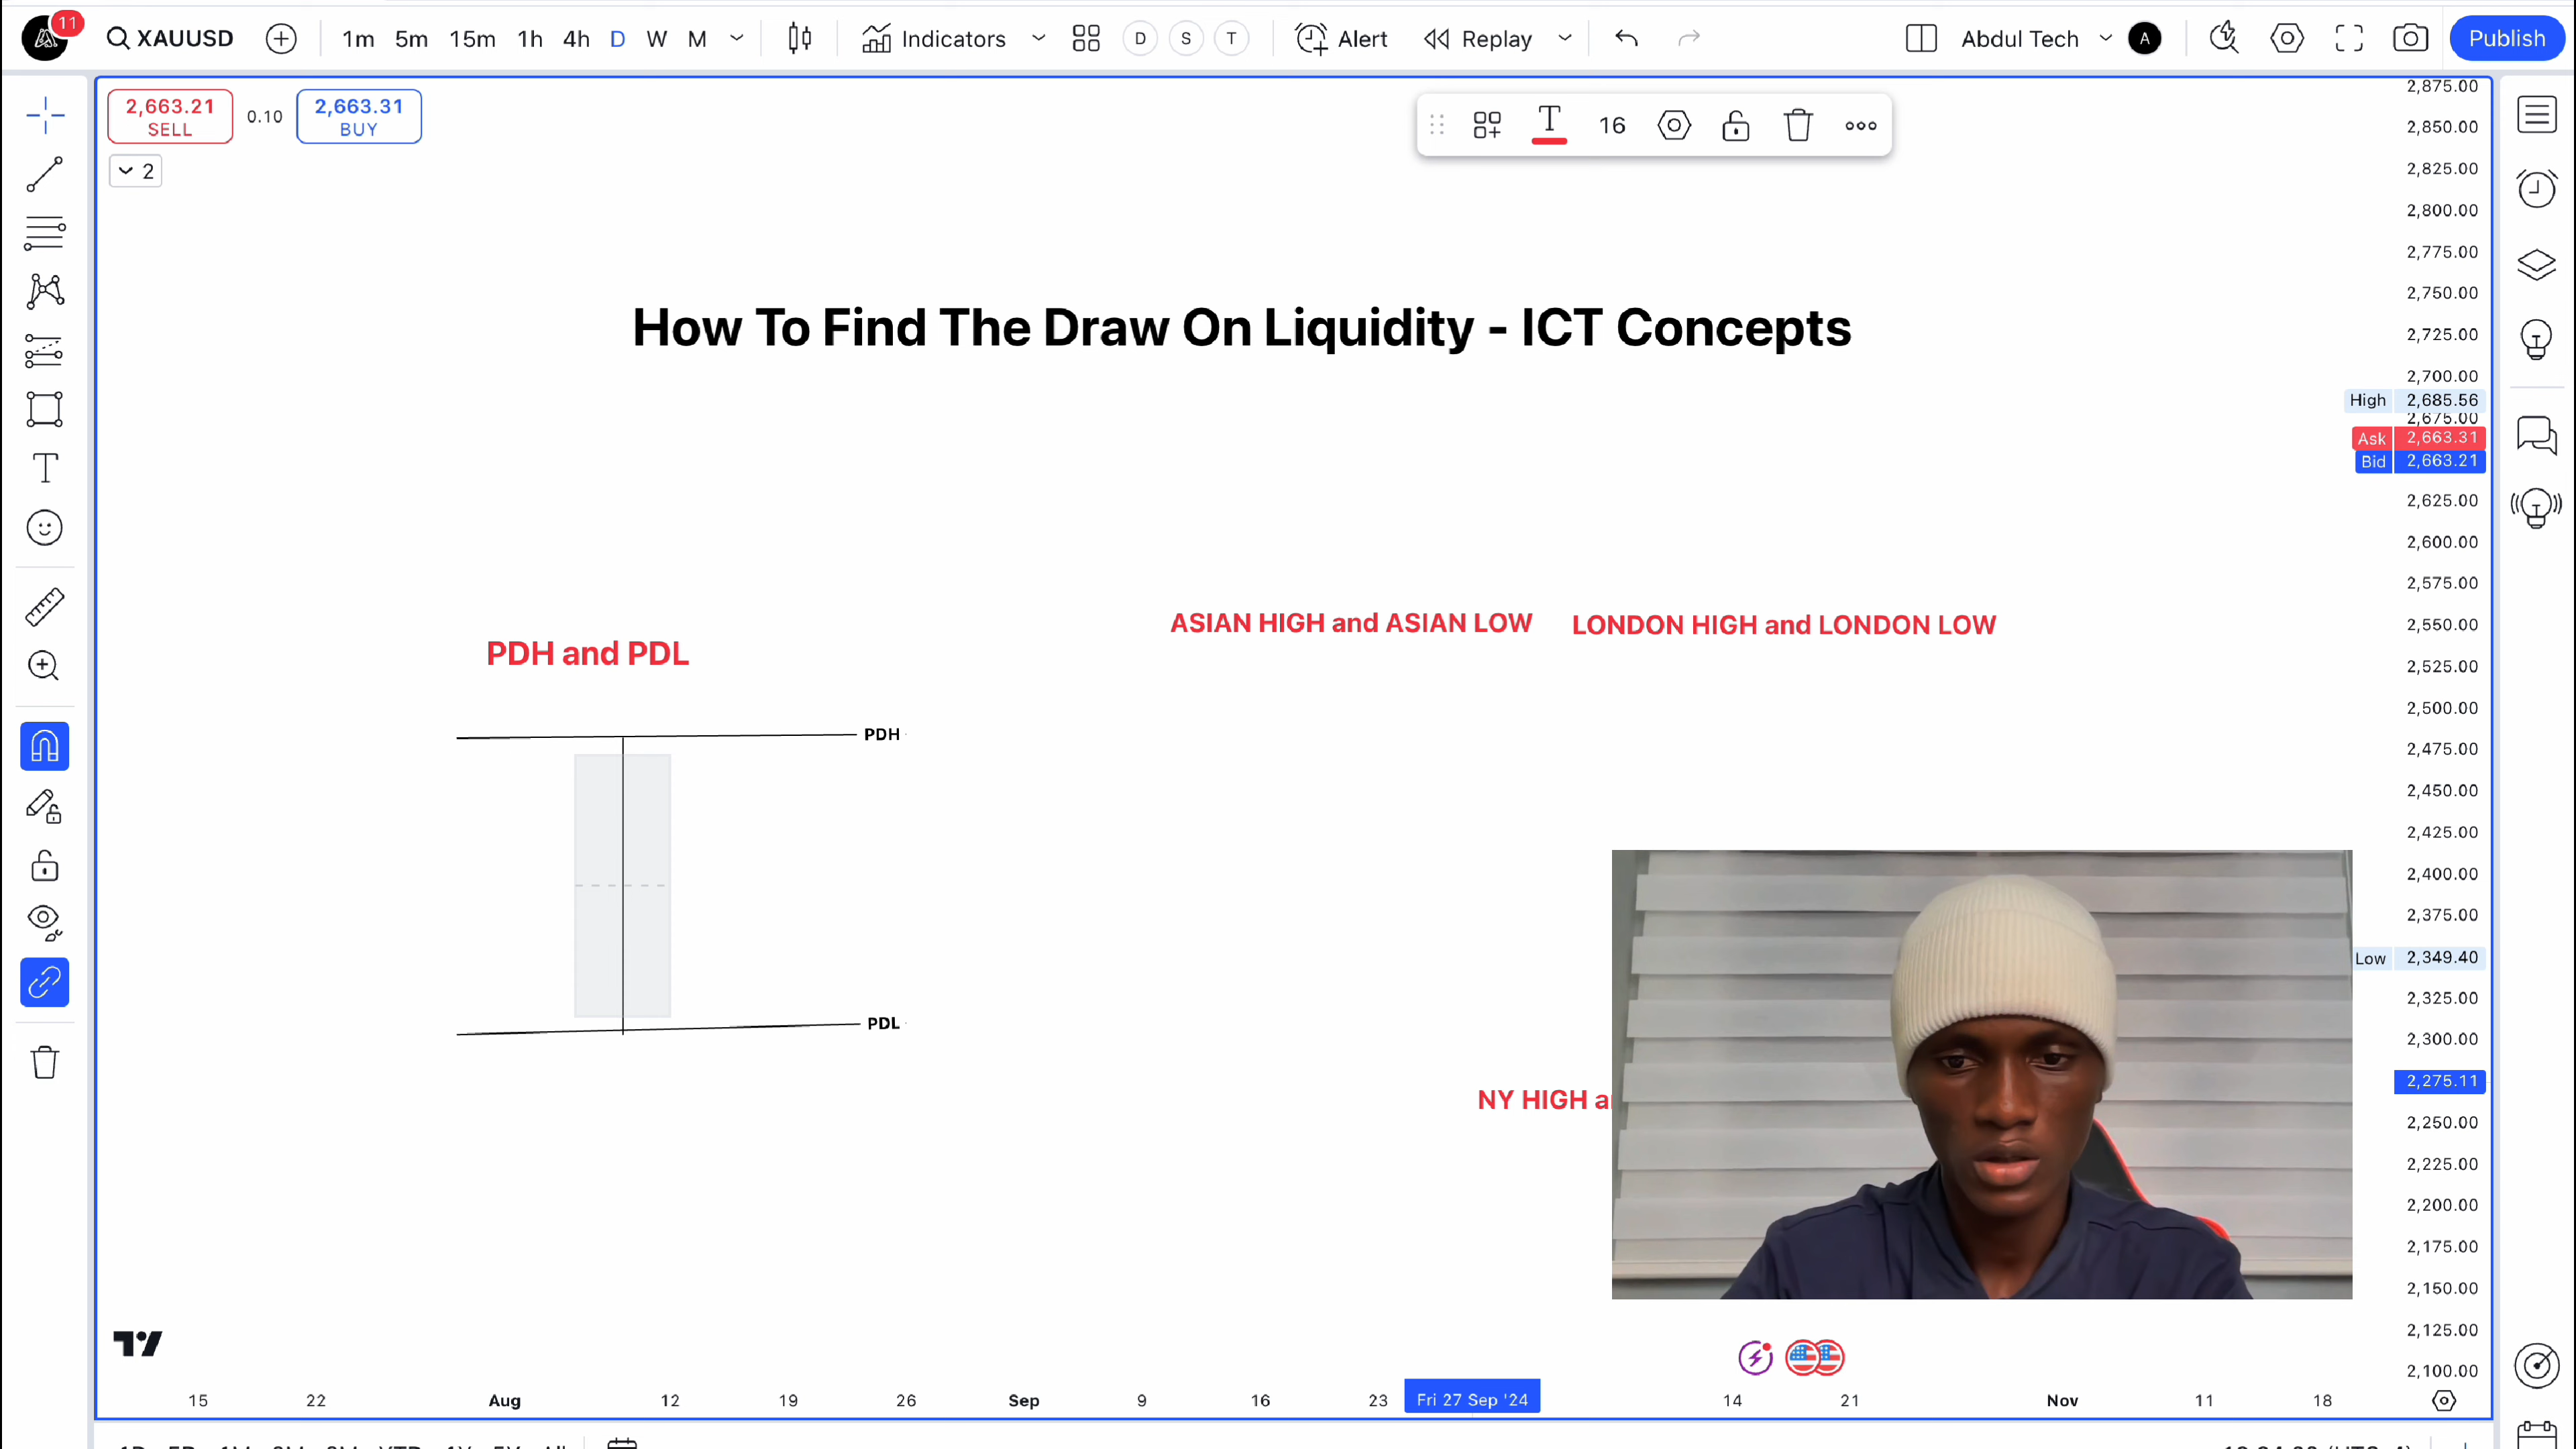 11
XAUUSD
1m 5m 15m 1h 4h D W M
Indicators
D S T
Alert
Replay
Abdul Tech
A
Publish
2,663.21
SELL
0.10
2,663.31
BUY
2
T 16
How To Find The Draw On Liquidity - ICT Concepts
PDH and PDL
ASIAN HIGH and ASIAN LOW
LONDON HIGH and LONDON LOW
PDH
PDL
NY HIGH a
2,875.00
2,850.00
2,825.00
2,800.00
2,775.00
2,750.00
2,725.00
2,700.00
High 2,685.56
2,675.00
Ask 2,663.31
Bid 2,663.21
2,625.00
2,600.00
2,575.00
2,550.00
2,525.00
2,500.00
2,475.00
2,450.00
2,425.00
2,400.00
2,375.00
Low 2,349.40
2,325.00
2,300.00
2,275.11
2,250.00
2,225.00
2,200.00
2,175.00
2,150.00
2,125.00
2,100.00
15 22 Aug 12 19 26 Sep 9 16 23 Fri 27 Sep '24 14 21 Nov 11 18